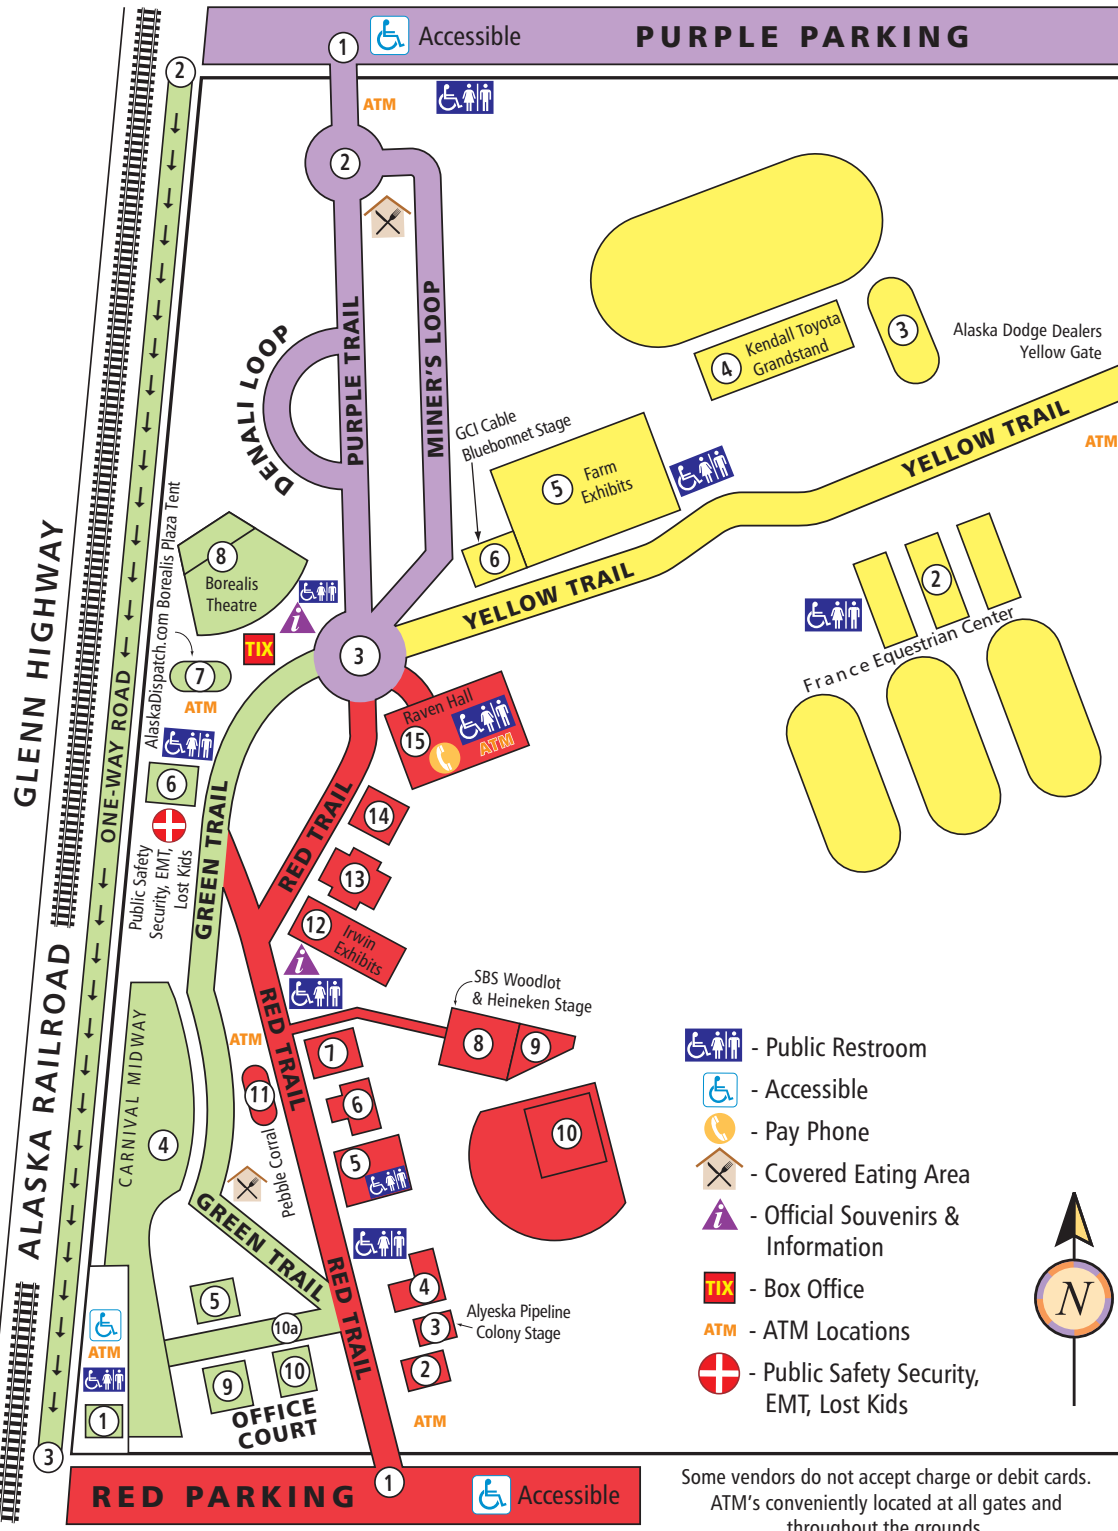 1
Accessible
PURPLE PARKING
2
ATM
2
PURPLE TRAIL
MINER'S LOOP
DENALI LOOP
3
4
Kendall Toyota
Grandstand
Alaska Dodge Dealers
Yellow Gate
YELLOW TRAIL
ATM
GCI Cable
Bluebonnet Stage
5
Farm
Exhibits
6
YELLOW TRAIL
2
France Equestrian Center
GLENN HIGHWAY
ALASKA RAILROAD
ONE-WAY ROAD
AlaskaDispatch.com Borealis Plaza Tent
8
Borealis
Theatre
i
TIX
7
ATM
3
6
Public Safety
Security, EMT,
Lost Kids
GREEN TRAIL
Raven Hall
15
ATM
RED TRAIL
14
13
12
Irwin
Exhibits
i
SBS Woodlot
& Heineken Stage
8
9
10
RED TRAIL
ATM
7
11
6
5
Pebble Corral
CARNIVAL MIDWAY
4
GREEN TRAIL
RED TRAIL
4
3
Alyeska Pipeline
Colony Stage
2
5
10a
9
10
OFFICE
COURT
ATM
ATM
1
3
1
RED PARKING
Accessible
- Public Restroom
- Accessible
- Pay Phone
- Covered Eating Area
i - Official Souvenirs &
Information
TIX - Box Office
ATM - ATM Locations
- Public Safety Security,
EMT, Lost Kids
N
Some vendors do not accept charge or debit cards.
ATM's conveniently located at all gates and
throughout the grounds